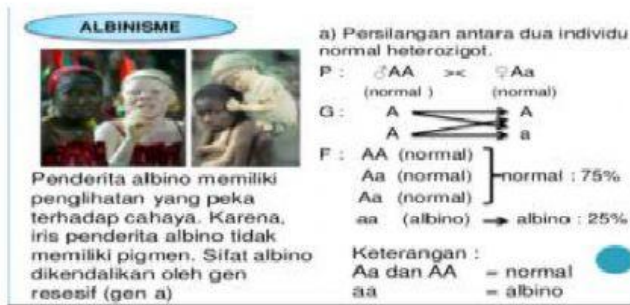 ALBINISME
Penderita albino memiliki
penglihatan yang peka
terhadap cahaya. Karena,
iris penderita albino tidak
memiliki pigmen. Sifat albino
dikendalikan oleh gen
resesif (gen a)
a) Persilangan antara dua individu
normal heterozigot.
P : ♂AA >< ♀Aa
(normal ) (normal)
G : A A
A a
F : AA (normal)
Aa (normal) normal : 75%
Aa (normal)
aa (albino) albino : 25%
Keterangan :
Aa dan AA = normal
aa = albino